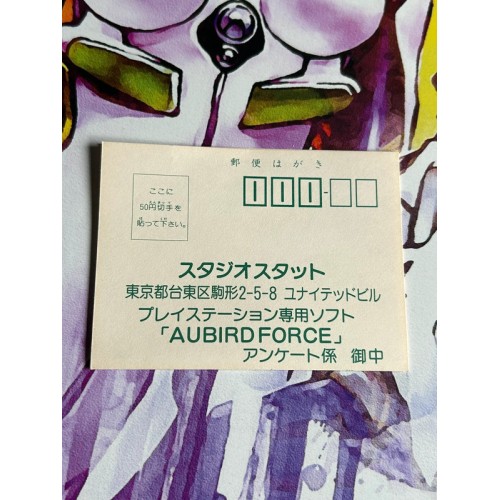 郵便はがき
ここに
50円切手を
貼って下さい。
111-
スタジオスタット
東京都台東区駒形2-5-8 ユナイテッドビル
プレイステーション専用ソフト
「AUBIRDFORCE」
アンケート係 御中